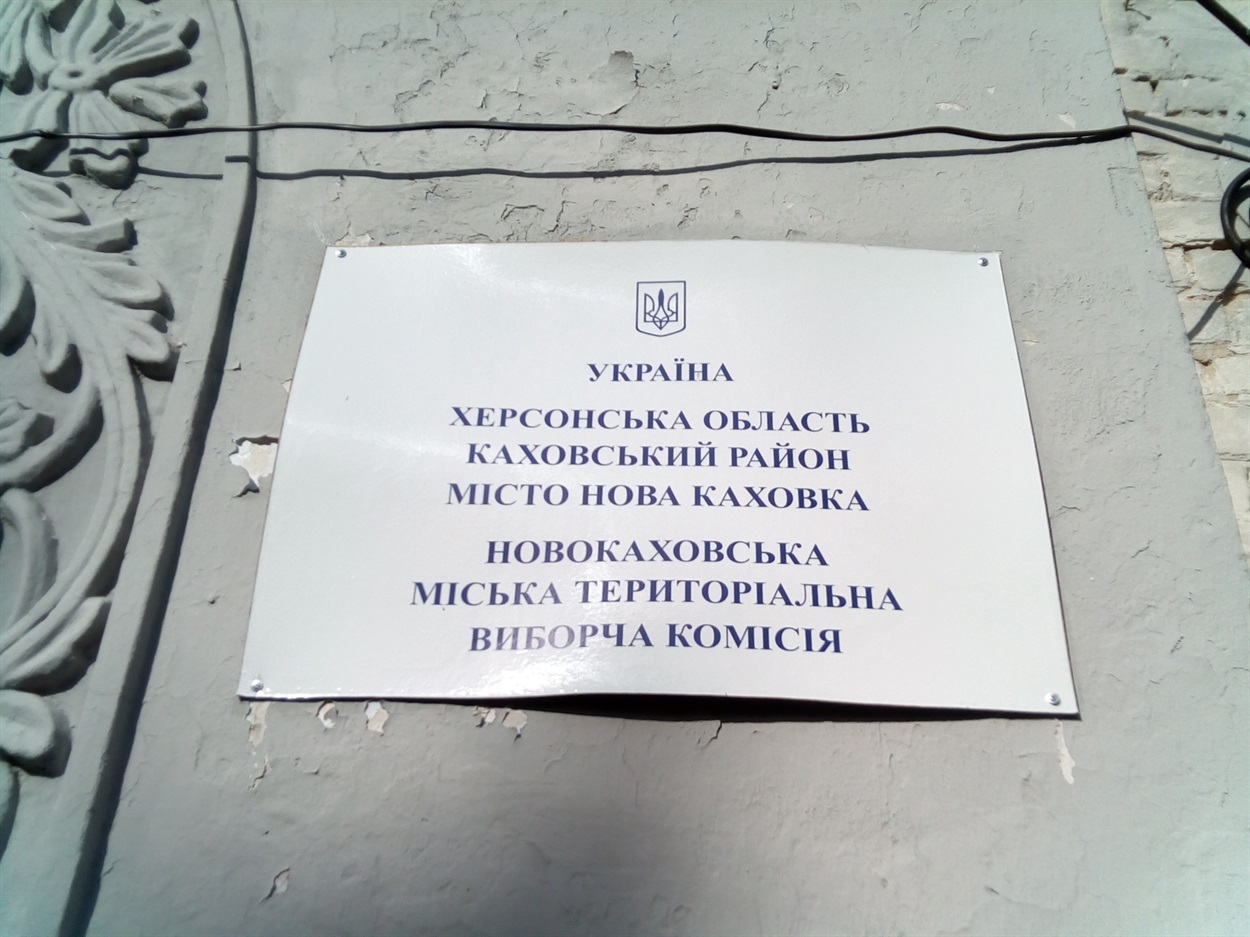 УКРАЇНА
ХЕРСОНСЬКА ОБЛАСТЬ
КАХОВСЬКИЙ РАЙОН
МІСТО НОВА КАХОВКА
НОВОКАХОВСЬКА
МІСЬКА ТЕРИТОРІАЛЬНА
ВИБОРЧА КОМІСІЯ